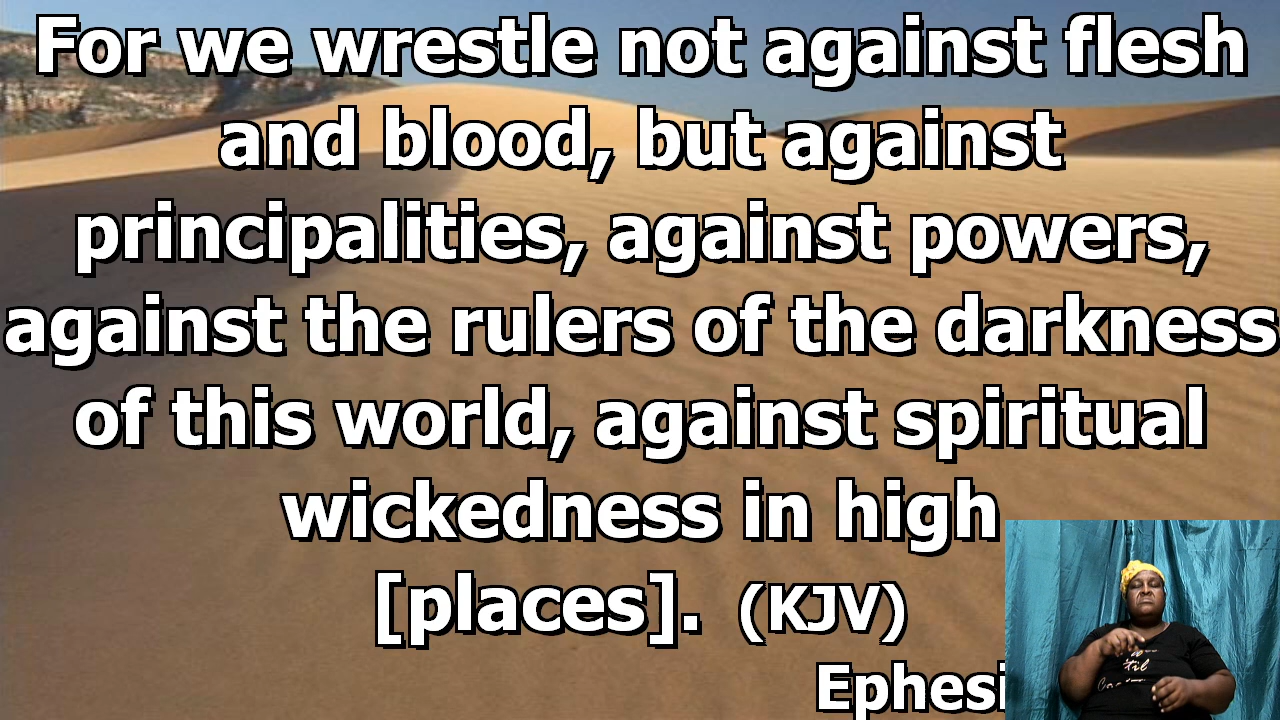 For we wrestle not against flesh
and blood, but against
principalities, against powers,
against the rulers of the darkness
of this world, against spiritual
wickedness in high
[places]. (KJV)
Ephesi